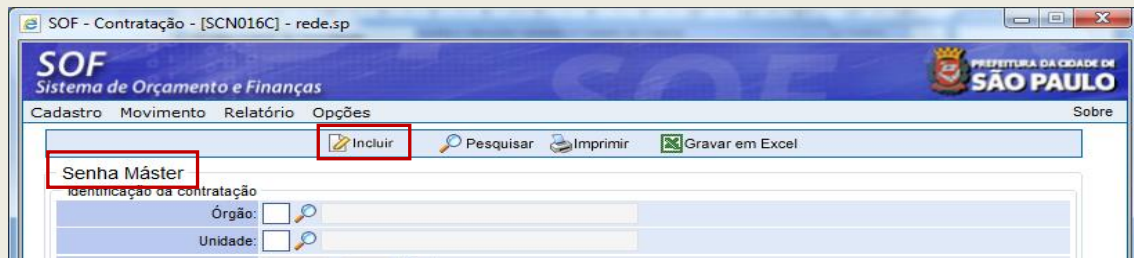 SOF - Contratação - [SCN016C] - rede.sp
SOF
Sistema de Orçamento e Finanças
PREFEITURA DA CIDADE DE
SÃO PAULO
Cadastro Movimento Relatório Opções Sobre
Incluir Pesquisar Imprimir Gravar em Excel
Senha Máster
Identificação da contratação
Órgão:
Unidade: